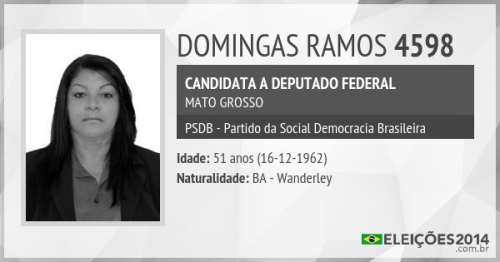 DOMINGAS RAMOS 4598
CANDIDATA A DEPUTADO FEDERAL
MATO GROSSO
PSDB - Partido da Social Democracia Brasileira
Idade: 51 anos (16-12-1962)
Naturalidade: BA - Wanderley
ELEIÇÕES2014
.com.br